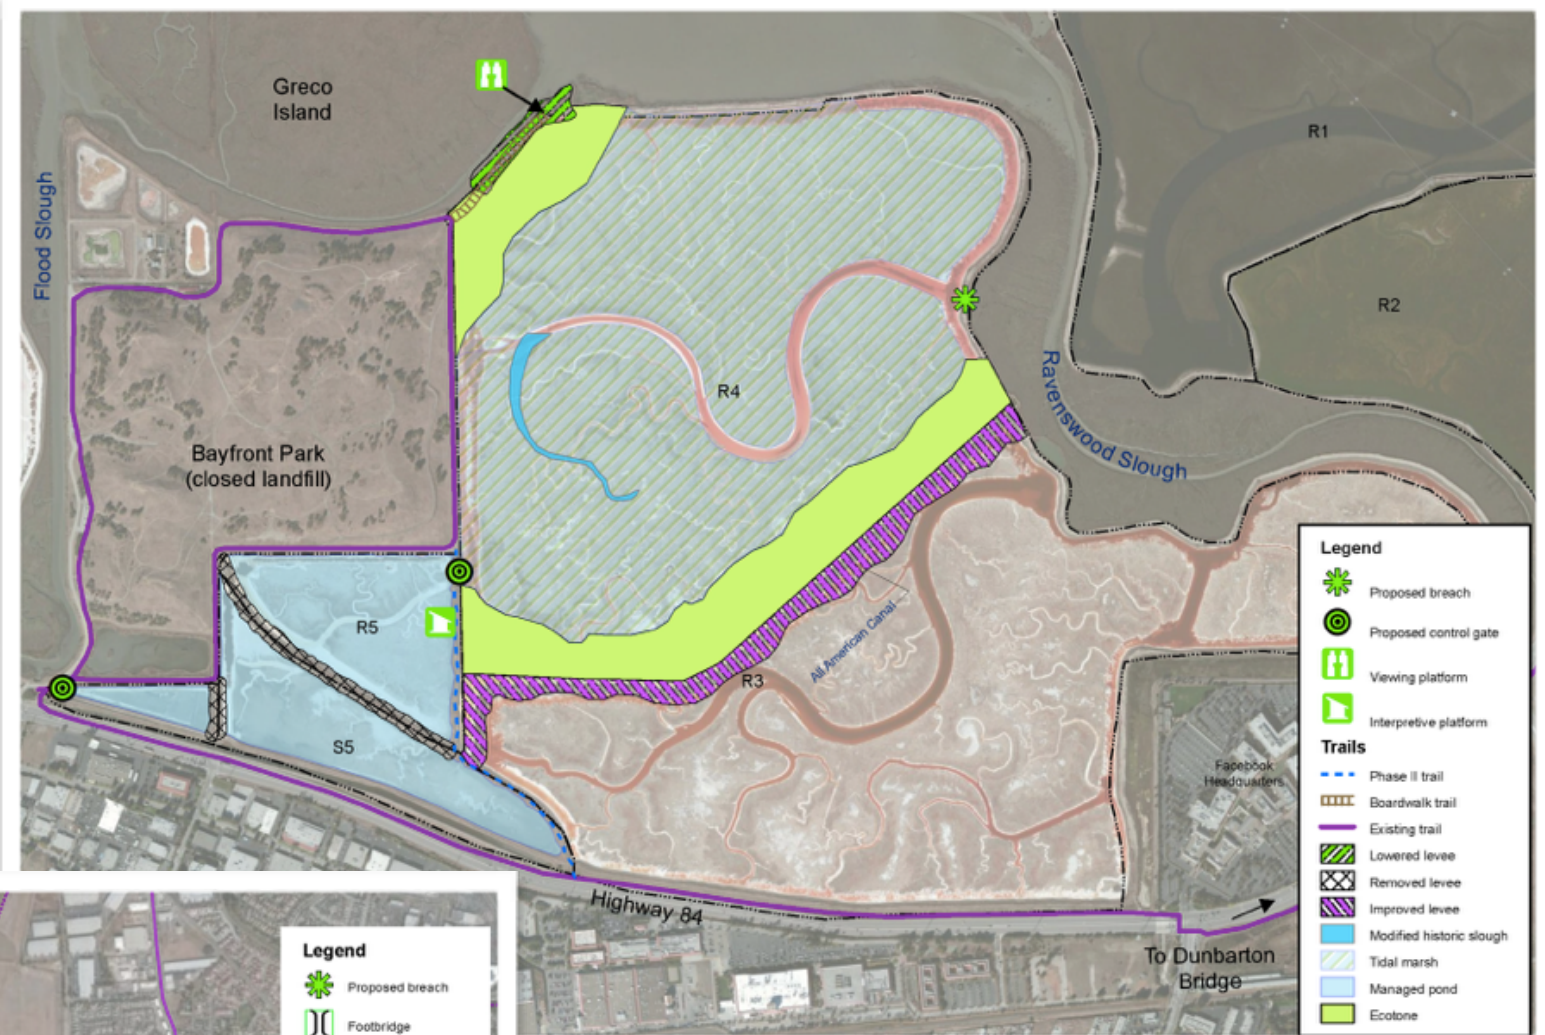 Greco
Island
Flood Slough
R1
R2
R4
Ravenswood Slough
Bayfront Park
(closed landfill)
R5
S5
All American Canal
R3
Facebook
Headquarters
Highway 84
To Dunbarton
Bridge
Legend
Proposed breach
Proposed control gate
Viewing platform
Interpretive platform
Trails
Phase II trail
Boardwalk trail
Existing trail
Lowered levee
Removed levee
Improved levee
Modified historic slough
Tidal marsh
Managed pond
Ecotone
Legend
Proposed breach
Footbridge